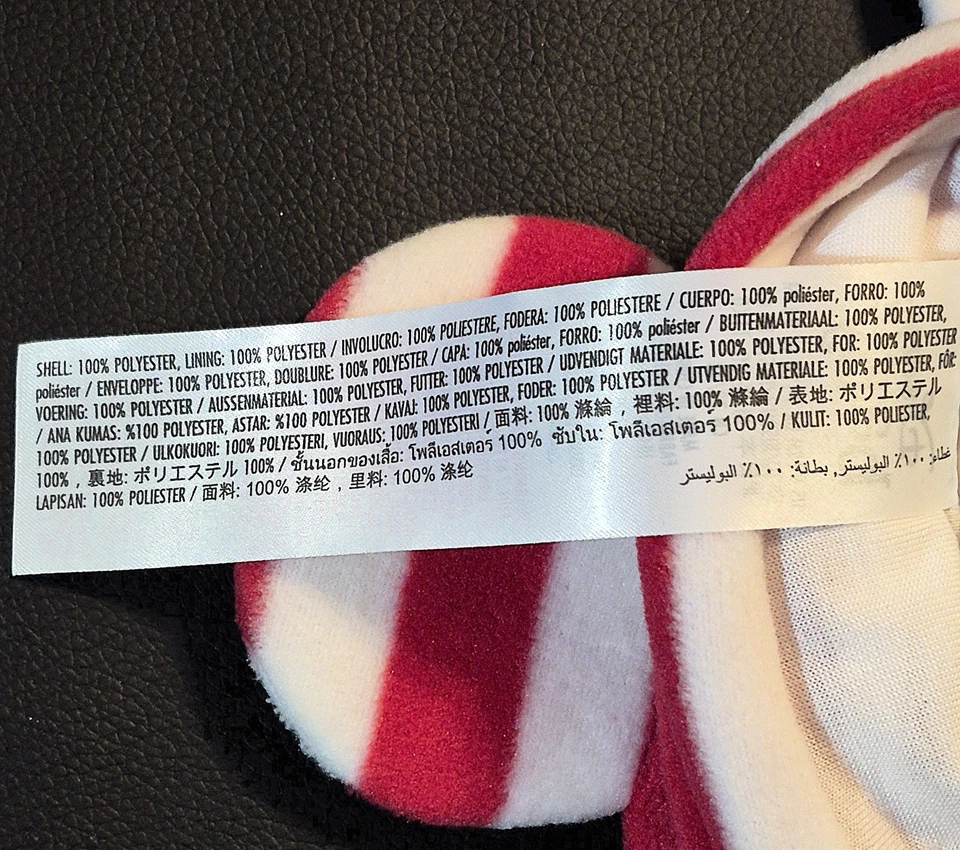 SHELL: 100% POLYESTER, LINING: 100% POLYESTER / INVOLUCRO: 100% POLIESTERE, FODERA: 100% POLIESTERE / CUERPO: 100% poliéster, FORRO: 100%
poliéster / ENVELOPPE: 100% POLYESTER, DOUBLURE: 100% POLYESTER / CAPA: 100% poliéster, FORRO: 100% poliéster / BUITENMATERIAAL: 100% POLYESTER,
VOERING: 100% POLYESTER / AUSSENMATERIAL: 100% POLYESTER, FUTTER: 100% POLYESTER / UDVENDIGT MATERIALE: 100% POLYESTER, FOR: 100% POLYESTER
/ ANA KUMAS: %100 POLYESTER, ASTAR: %100 POLYESTER / KAVAJ: 100% POLYESTER, FODER: 100% POLYESTER / UTVENDIG MATERIALE: 100% POLYESTER, FÔR:
100% POLYESTER / ULKOKUORI: 100% POLYESTERI, VUORAUS: 100% POLYESTERI / 面料: 100% 滌綸，裡料: 100% 滌綸 / 表地: ポリエステル
100%，裏地: ポリエステル 100% / ชั้นนอกของเสื้อ: โพลีเอสเตอร์ 100% ซับใน: โพลีเอสเตอร์ 100% / KULIT: 100% POLIESTER,
LAPISAN: 100% POLIESTER / 面料: 100% 涤纶，里料: 100% 涤纶
غطاء: ١٠٠٪ البوليستر, بطانة: ١٠٠٪ البوليستر